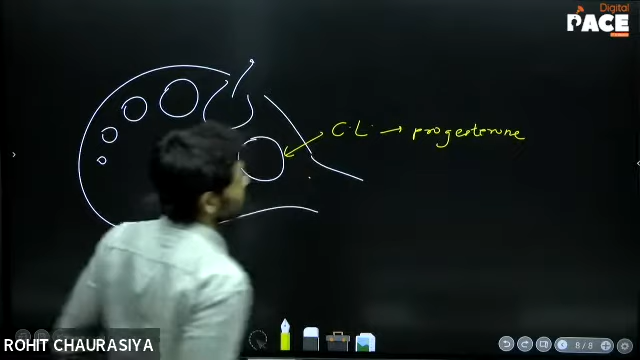 Digital
PACE
C.L. → progesterone
ROHIT CHAURASIYA
8/8